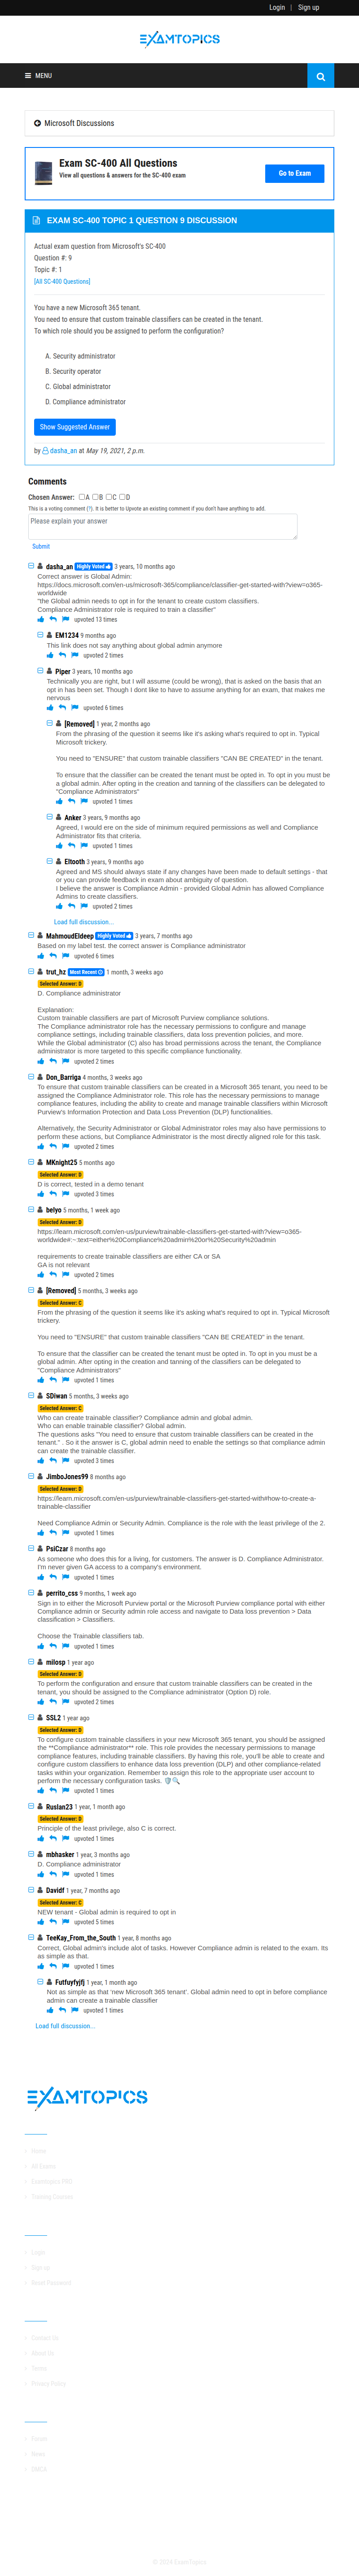 Login | Sign up
EXAMTOPICS
MENU
Microsoft Discussions
Exam SC-400 All Questions
View all questions & answers for the SC-400 exam
Go to Exam
EXAM SC-400 TOPIC 1 QUESTION 9 DISCUSSION
Actual exam question from Microsoft's SC-400
Question #: 9
Topic #: 1
[All SC-400 Questions]
You have a new Microsoft 365 tenant.
You need to ensure that custom trainable classifiers can be created in the tenant.
To which role should you be assigned to perform the configuration?
A. Security administrator
B. Security operator
C. Global administrator
D. Compliance administrator
Show Suggested Answer
by dasha_an at May 19, 2021, 2 p.m.
Comments
Chosen Answer: A B C D
This is a voting comment (?). It is better to Upvote an existing comment if you don't have anything to add.
Please explain your answer
Submit
dasha_an Highly Voted 3 years, 10 months ago
Correct answer is Global Admin:
https://docs.microsoft.com/en-us/microsoft-365/compliance/classifier-get-started-with?view=o365-
worldwide
"the Global admin needs to opt in for the tenant to create custom classifiers.
Compliance Administrator role is required to train a classifier"
upvoted 13 times
EM1234 9 months ago
This link does not say anything about global admin anymore
upvoted 2 times
Piper 3 years, 10 months ago
Technically you are right, but I will assume (could be wrong), that is asked on the basis that an
opt in has been set. Though I dont like to have to assume anything for an exam, that makes me
nervous
upvoted 6 times
[Removed] 1 year, 2 months ago
From the phrasing of the question it seems like it's asking what's required to opt in. Typical
Microsoft trickery.
You need to "ENSURE" that custom trainable classifiers "CAN BE CREATED" in the tenant.
To ensure that the classifier can be created the tenant must be opted in. To opt in you must be
a global admin. After opting in the creation and tanning of the classifiers can be delegated to
"Compliance Administrators"
upvoted 1 times
Anker 3 years, 9 months ago
Agreed, I would ere on the side of minimum required permissions as well and Compliance
Administrator fits that criteria.
upvoted 1 times
Eltooth 3 years, 9 months ago
Agreed and MS should always state if any changes have been made to default settings - that
or you can provide feedback in exam about ambiguity of question.
I believe the answer is Compliance Admin - provided Global Admin has allowed Compliance
Admins to create classifiers.
upvoted 2 times
Load full discussion...
MahmoudEldeep Highly Voted 3 years, 7 months ago
Based on my label test. the correct answer is Compliance administrator
upvoted 6 times
trut_hz Most Recent 1 month, 3 weeks ago
Selected Answer: D
D. Compliance administrator
Explanation:
Custom trainable classifiers are part of Microsoft Purview compliance solutions.
The Compliance administrator role has the necessary permissions to configure and manage
compliance settings, including trainable classifiers, data loss prevention policies, and more.
While the Global administrator (C) also has broad permissions across the tenant, the Compliance
administrator is more targeted to this specific compliance functionality.
upvoted 2 times
Don_Barriga 4 months, 3 weeks ago
To ensure that custom trainable classifiers can be created in a Microsoft 365 tenant, you need to be
assigned the Compliance Administrator role. This role has the necessary permissions to manage
compliance features, including the ability to create and manage trainable classifiers within Microsoft
Purview's Information Protection and Data Loss Prevention (DLP) functionalities.
Alternatively, the Security Administrator or Global Administrator roles may also have permissions to
perform these actions, but Compliance Administrator is the most directly aligned role for this task.
upvoted 2 times
MKnight25 5 months ago
Selected Answer: D
D is correct, tested in a demo tenant
upvoted 3 times
belyo 5 months, 1 week ago
Selected Answer: D
https://learn.microsoft.com/en-us/purview/trainable-classifiers-get-started-with?view=o365-
worldwide#:~:text=either%20Compliance%20admin%20or%20Security%20admin
requirements to create trainable classifiers are either CA or SA
GA is not relevant
upvoted 2 times
[Removed] 5 months, 3 weeks ago
Selected Answer: C
From the phrasing of the question it seems like it's asking what's required to opt in. Typical Microsoft
trickery.
You need to "ENSURE" that custom trainable classifiers "CAN BE CREATED" in the tenant.
To ensure that the classifier can be created the tenant must be opted in. To opt in you must be a
global admin. After opting in the creation and tanning of the classifiers can be delegated to
"Compliance Administrators"
upvoted 1 times
SDiwan 5 months, 3 weeks ago
Selected Answer: C
Who can create trainable classifier? Compliance admin and global admin.
Who can enable trainable classifier? Global admin.
The questions asks "You need to ensure that custom trainable classifiers can be created in the
tenant." . So it the answer is C, global admin need to enable the settings so that compliance admin
can create the trainable classifier.
upvoted 3 times
JimboJones99 8 months ago
Selected Answer: D
https://learn.microsoft.com/en-us/purview/trainable-classifiers-get-started-with#how-to-create-a-
trainable-classifier
Need Compliance Admin or Security Admin. Compliance is the role with the least privilege of the 2.
upvoted 1 times
PsiCzar 8 months ago
As someone who does this for a living, for customers. The answer is D. Compliance Administrator.
I'm never given GA access to a company's environment.
upvoted 1 times
perrito_css 9 months, 1 week ago
Sign in to either the Microsoft Purview portal or the Microsoft Purview compliance portal with either
Compliance admin or Security admin role access and navigate to Data loss prevention > Data
classification > Classifiers.
Choose the Trainable classifiers tab.
upvoted 1 times
milosp 1 year ago
Selected Answer: D
To perform the configuration and ensure that custom trainable classifiers can be created in the
tenant, you should be assigned to the Compliance administrator (Option D) role.
upvoted 2 times
SSL2 1 year ago
Selected Answer: D
To configure custom trainable classifiers in your new Microsoft 365 tenant, you should be assigned
the **Compliance administrator** role. This role provides the necessary permissions to manage
compliance features, including trainable classifiers. By having this role, you'll be able to create and
configure custom classifiers to enhance data loss prevention (DLP) and other compliance-related
tasks within your organization. Remember to assign this role to the appropriate user account to
perform the necessary configuration tasks. 🛡️🔍
upvoted 1 times
Ruslan23 1 year, 1 month ago
Selected Answer: D
Principle of the least privilege, also C is correct.
upvoted 1 times
mbhasker 1 year, 3 months ago
D. Compliance administrator
upvoted 1 times
Davidf 1 year, 7 months ago
Selected Answer: C
NEW tenant - Global admin is required to opt in
upvoted 5 times
TeeKay_From_the_South 1 year, 8 months ago
Correct, Global admin's include alot of tasks. However Compliance admin is related to the exam. Its
as simple as that.
upvoted 1 times
Futfuyfyjfj 1 year, 1 month ago
Not as simple as that 'new Microsoft 365 tenant'. Global admin need to opt in before compliance
admin can create a trainable classifier
upvoted 1 times
Load full discussion...
EXAMTOPICS
Home
All Exams
Examtopics PRO
Training Courses
Login
Sign up
Reset Password
Contact Us
About Us
Terms
Privacy Policy
Forum
News
DMCA
© 2024 ExamTopics